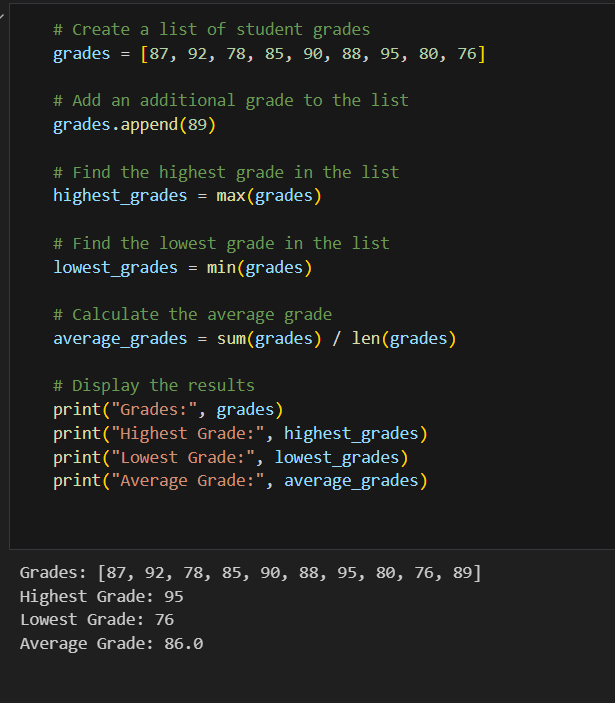 # Create a list of student grades
grades = [87, 92, 78, 85, 90, 88, 95, 80, 76]
# Add an additional grade to the list
grades.append(89)
# Find the highest grade in the list
highest_grades = max(grades)
# Find the lowest grade in the list
lowest_grades = min(grades)
# Calculate the average grade
average_grades = sum(grades) / len(grades)
# Display the results
print("Grades:", grades)
print("Highest Grade:", highest_grades)
print("Lowest Grade:", lowest_grades)
print("Average Grade:", average_grades)
Grades: [87, 92, 78, 85, 90, 88, 95, 80, 76, 89]
Highest Grade: 95
Lowest Grade: 76
Average Grade: 86.0